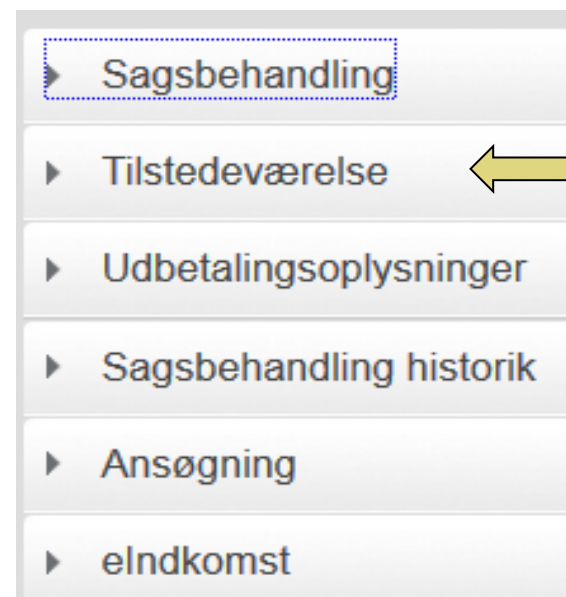 Sagsbehandling
Tilstedeværelse
Udbetalingsoplysninger
Sagsbehandling historik
Ansøgning
eIndkomst